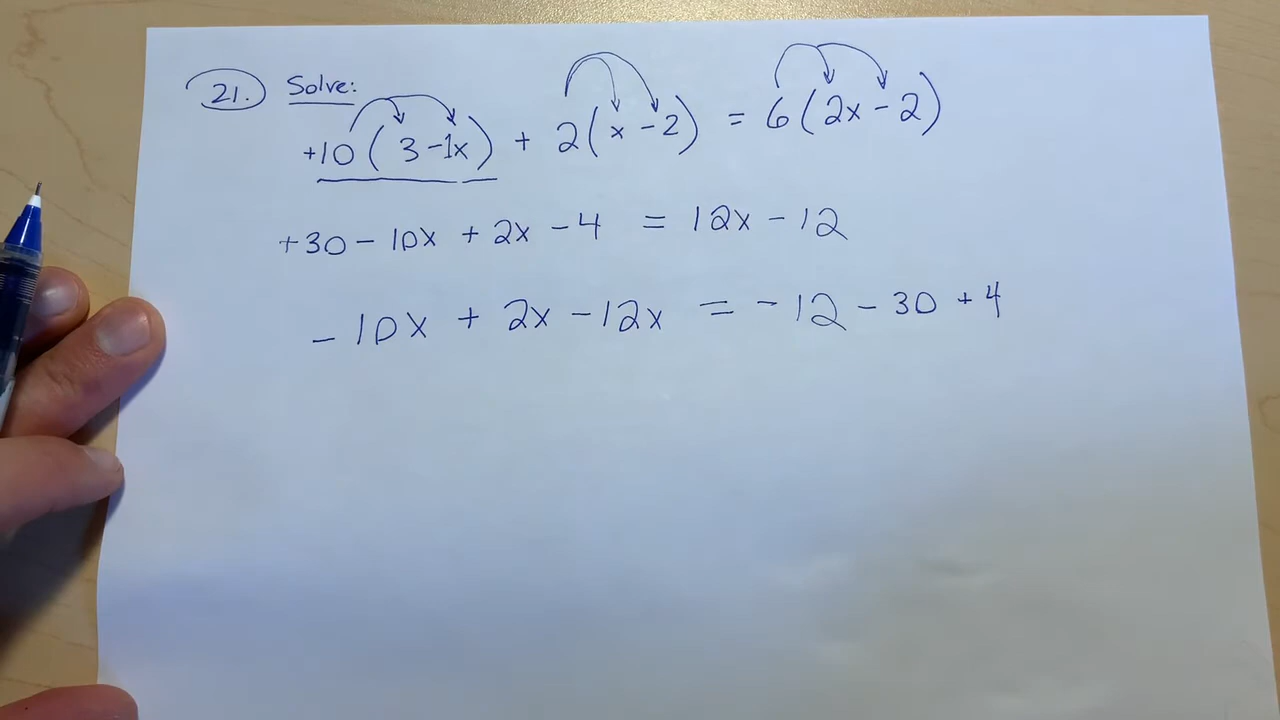 21. Solve:
+10(3-1x) + 2(x-2) = 6(2x-2)
+30 - 10x + 2x - 4 = 12x - 12
- 10x + 2x - 12x = - 12 - 30 + 4